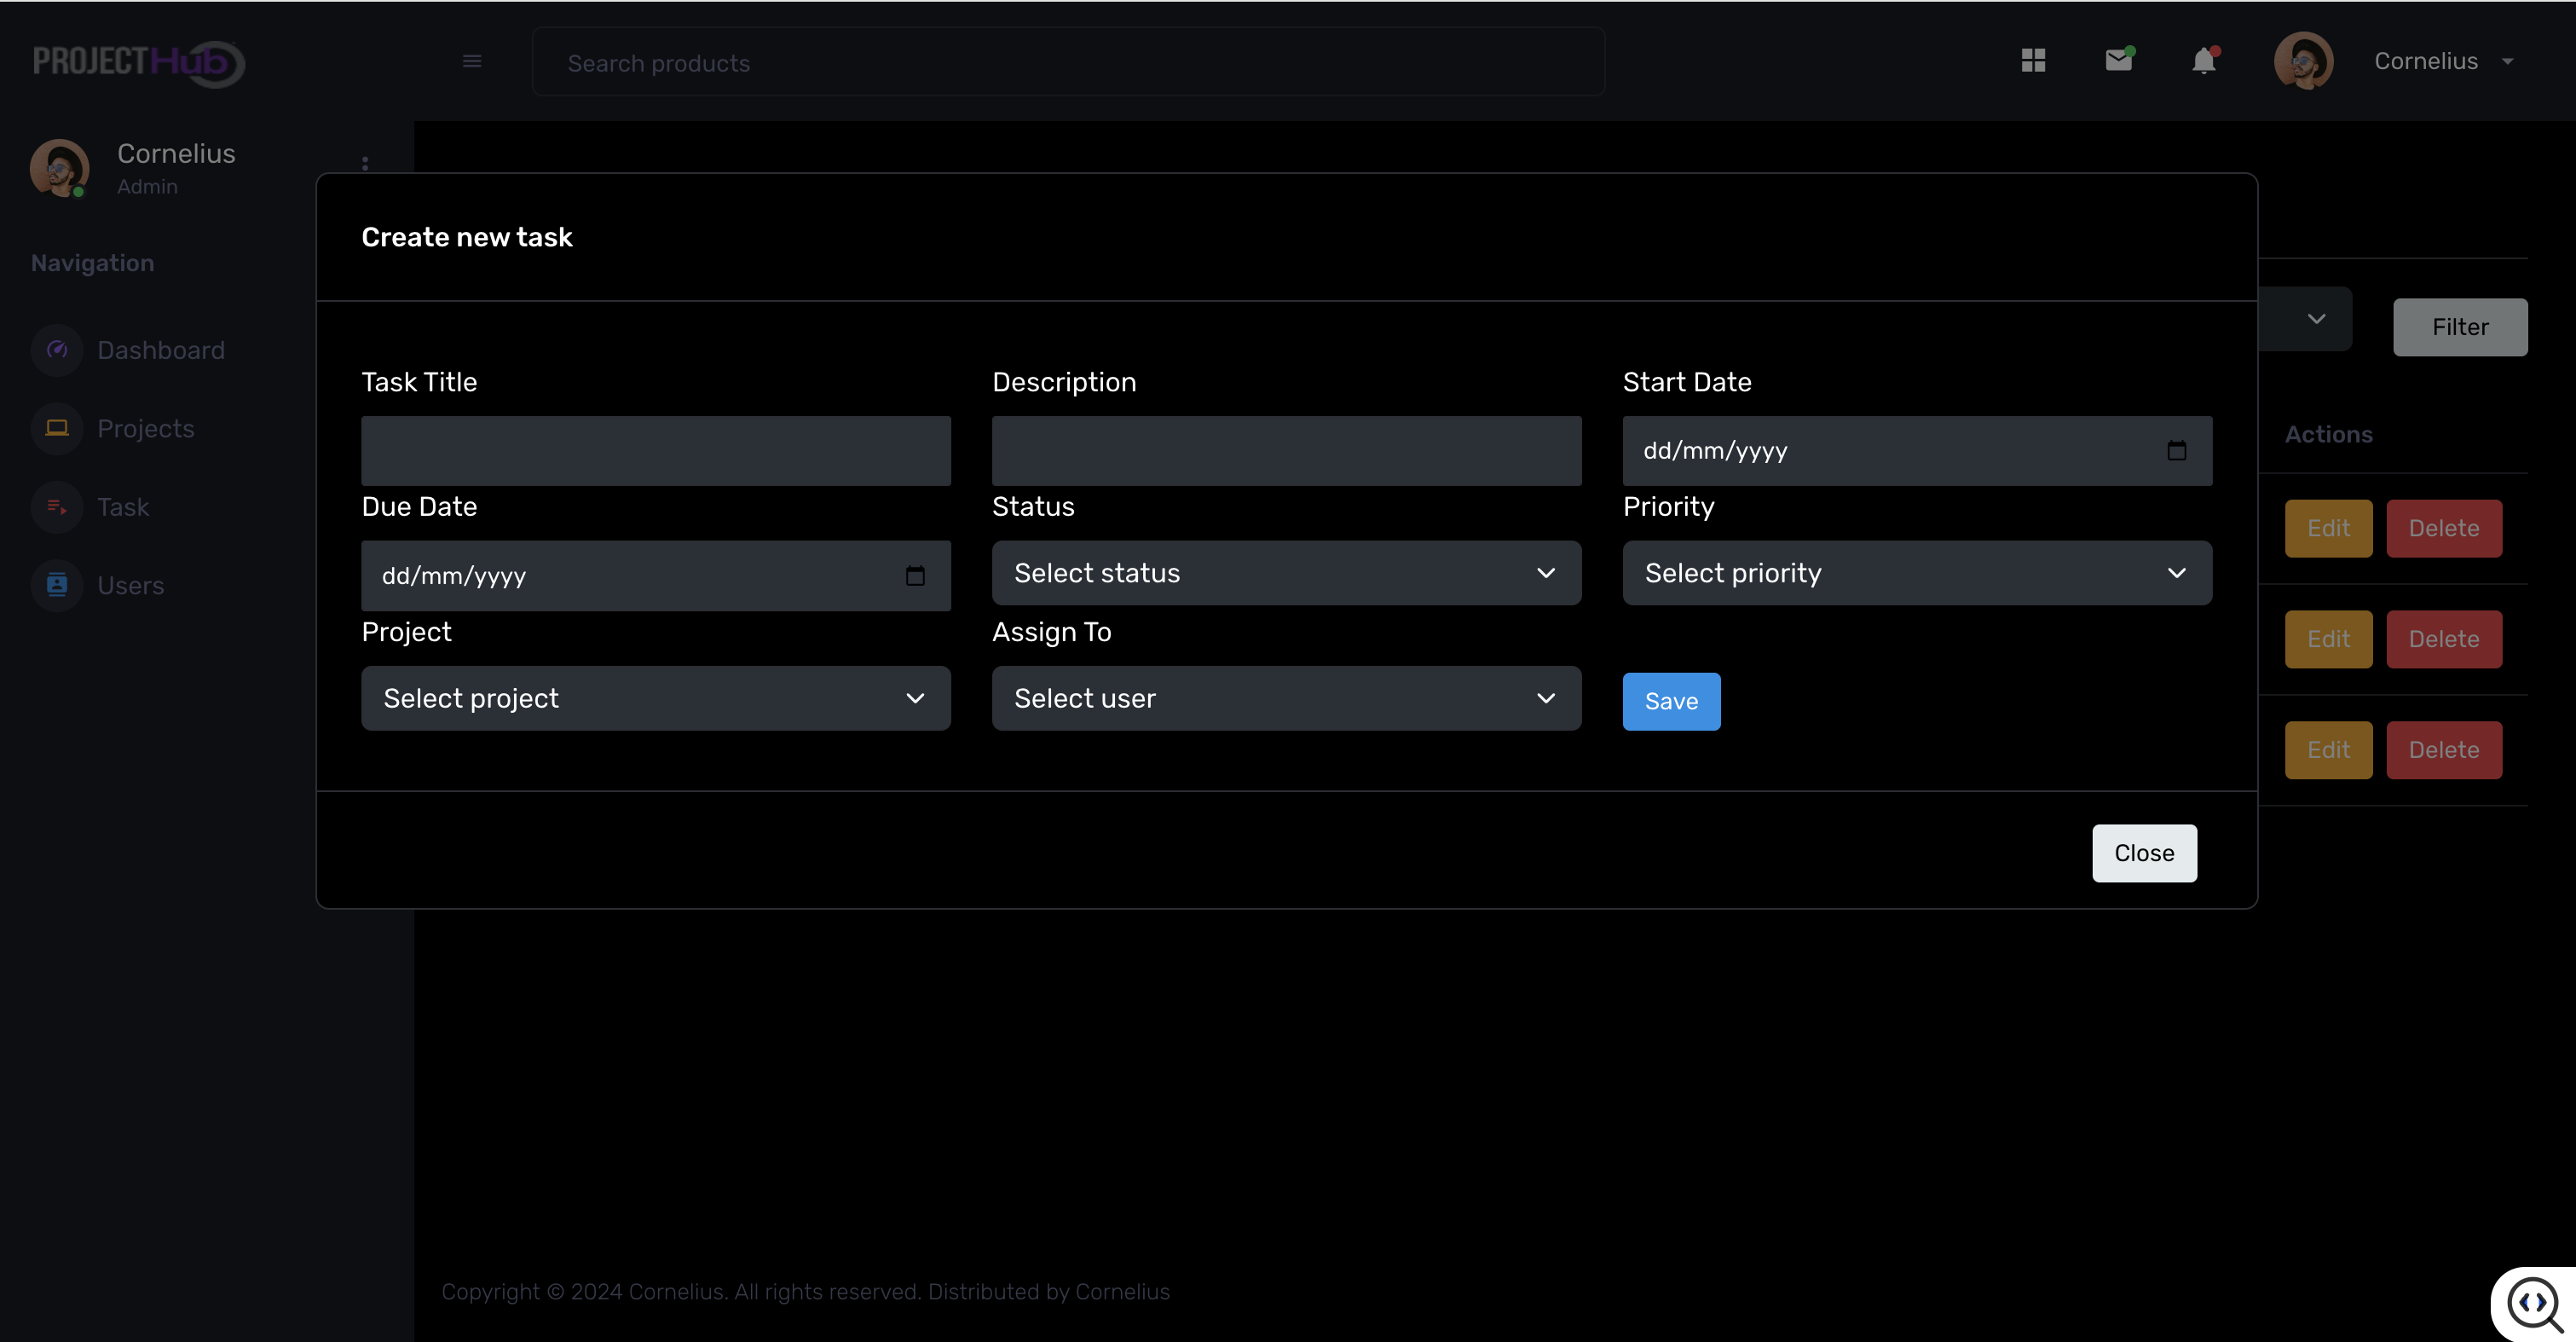 PROJECTHub
Search products
Cornelius
Cornelius
Admin
Navigation
Dashboard
Projects
Task
Users
Create new task
Task Title
Description
Start Date
dd/mm/yyyy
Due Date
Status
Priority
dd/mm/yyyy
Select status
Select priority
Project
Assign To
Select project
Select user
Save
Close
Filter
Actions
Edit Delete
Edit Delete
Edit Delete
Copyright © 2024 Cornelius. All rights reserved. Distributed by Cornelius